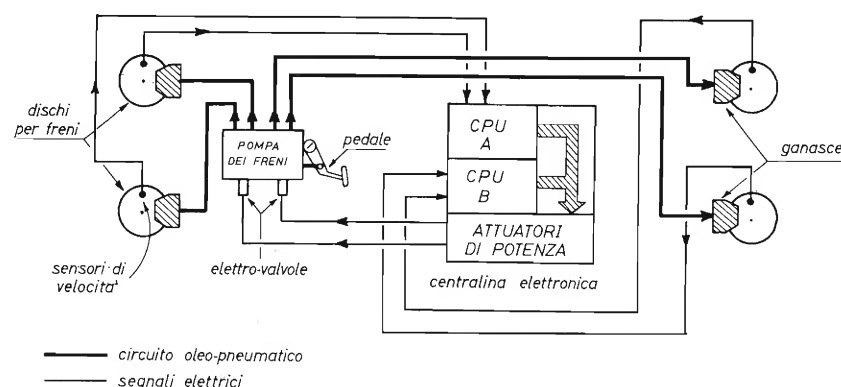 dischi
per freni
POMPA
DEI FRENI
pedale
CPU
A
CPU
B
ATTUATORI
DI POTENZA
ganasce
sensori di
velocità
elettro-valvole
centralina elettronica
circuito oleo-pneumatico
segnali elettrici